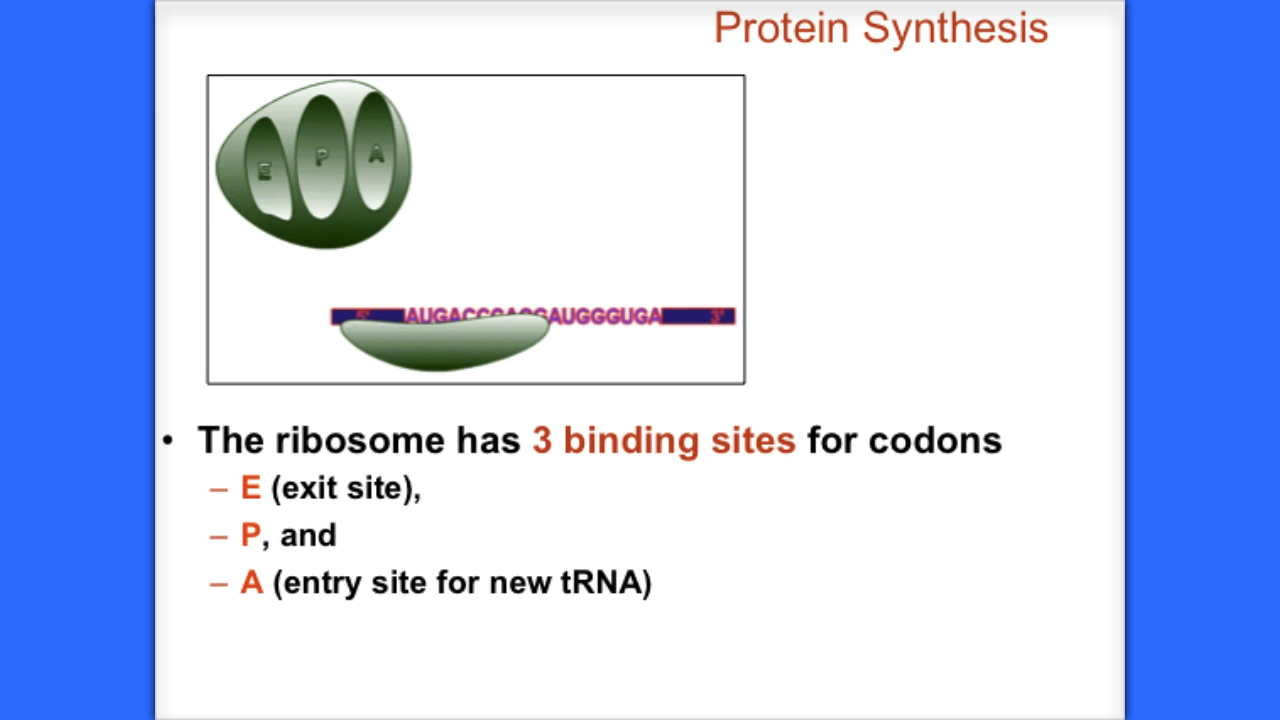 Protein Synthesis
E P A
5' AUGACCCACGAUGGGUGA 3'
• The ribosome has 3 binding sites for codons
– E (exit site),
– P, and
– A (entry site for new tRNA)